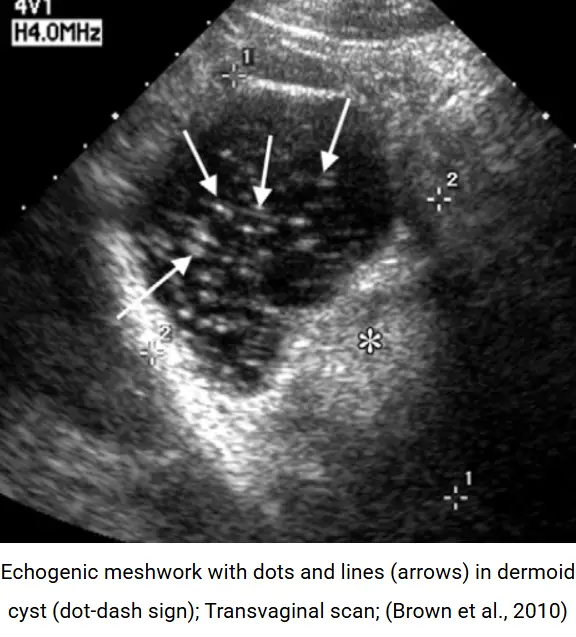 4V1
H4.0MHz
1
2
2
1
Echogenic meshwork with dots and lines (arrows) in dermoid
cyst (dot-dash sign); Transvaginal scan; (Brown et al., 2010)